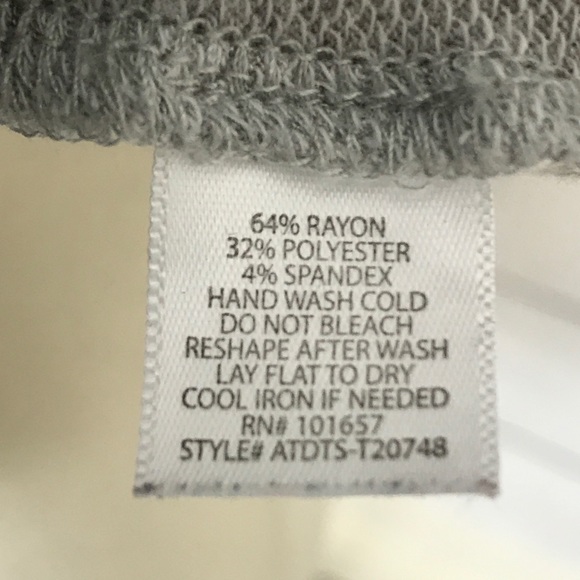 64% RAYON
32% POLYESTER
4% SPANDEX
HAND WASH COLD
DO NOT BLEACH
RESHAPE AFTER WASH
LAY FLAT TO DRY
COOL IRON IF NEEDED
RN# 101657
STYLE# ATDTS-T20748